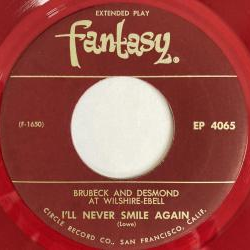 EXTENDED PLAY
Fantasy.
(F-1650)
EP 4065
BRUBECK AND DESMOND
AT WILSHIRE-EBELL
I'LL NEVER SMILE AGAIN
(Lowe)
CIRCLE RECORD CO., SAN FRANCISCO, CALIF.